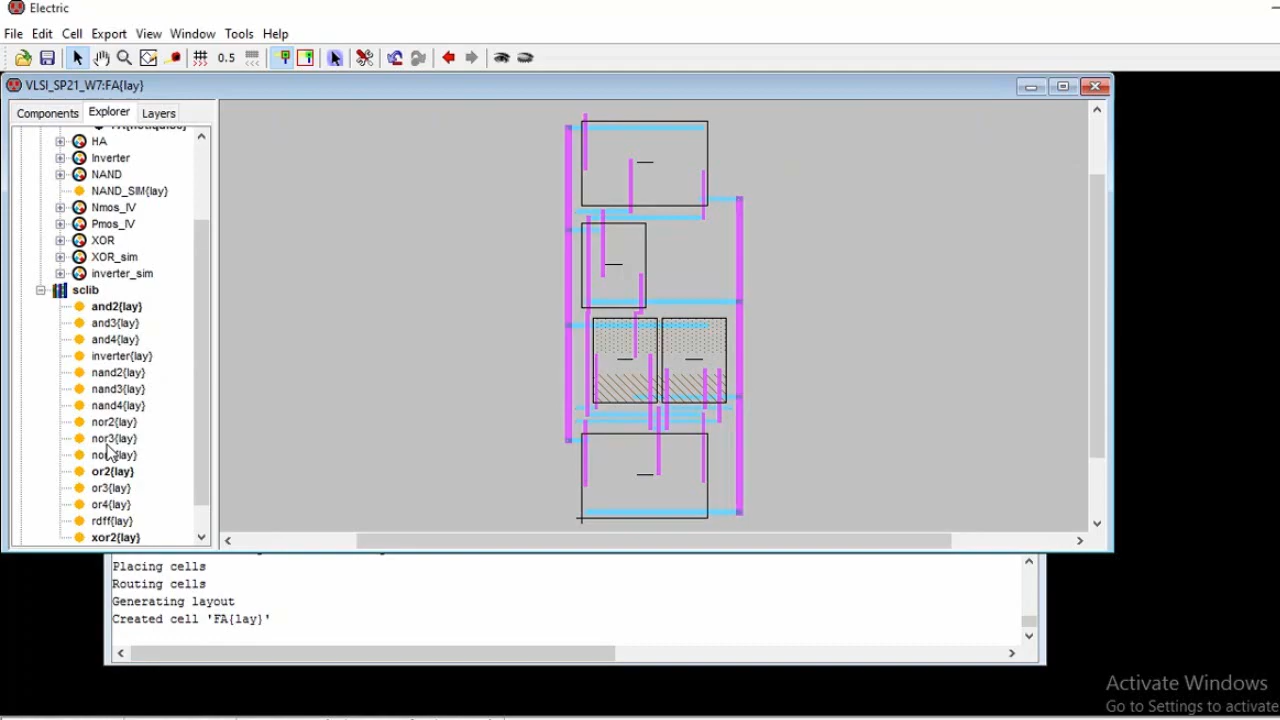 Electric
File Edit Cell Export View Window Tools Help
0.5
VLSI_SP21_W7:FA{lay}
Components Explorer Layers
HA
Inverter
NAND
NAND_SIM{lay}
Nmos_IV
Pmos_IV
XOR
XOR_sim
inverter_sim
sclib
and2{lay}
and3{lay}
and4{lay}
inverter{lay}
nand2{lay}
nand3{lay}
nand4{lay}
nor2{lay}
nor3{lay}
or2{lay}
or3{lay}
or4{lay}
rdff{lay}
xor2{lay}
Placing cells
Routing cells
Generating layout
Created cell 'FA{lay}'
Activate Windows
Go to Settings to activate